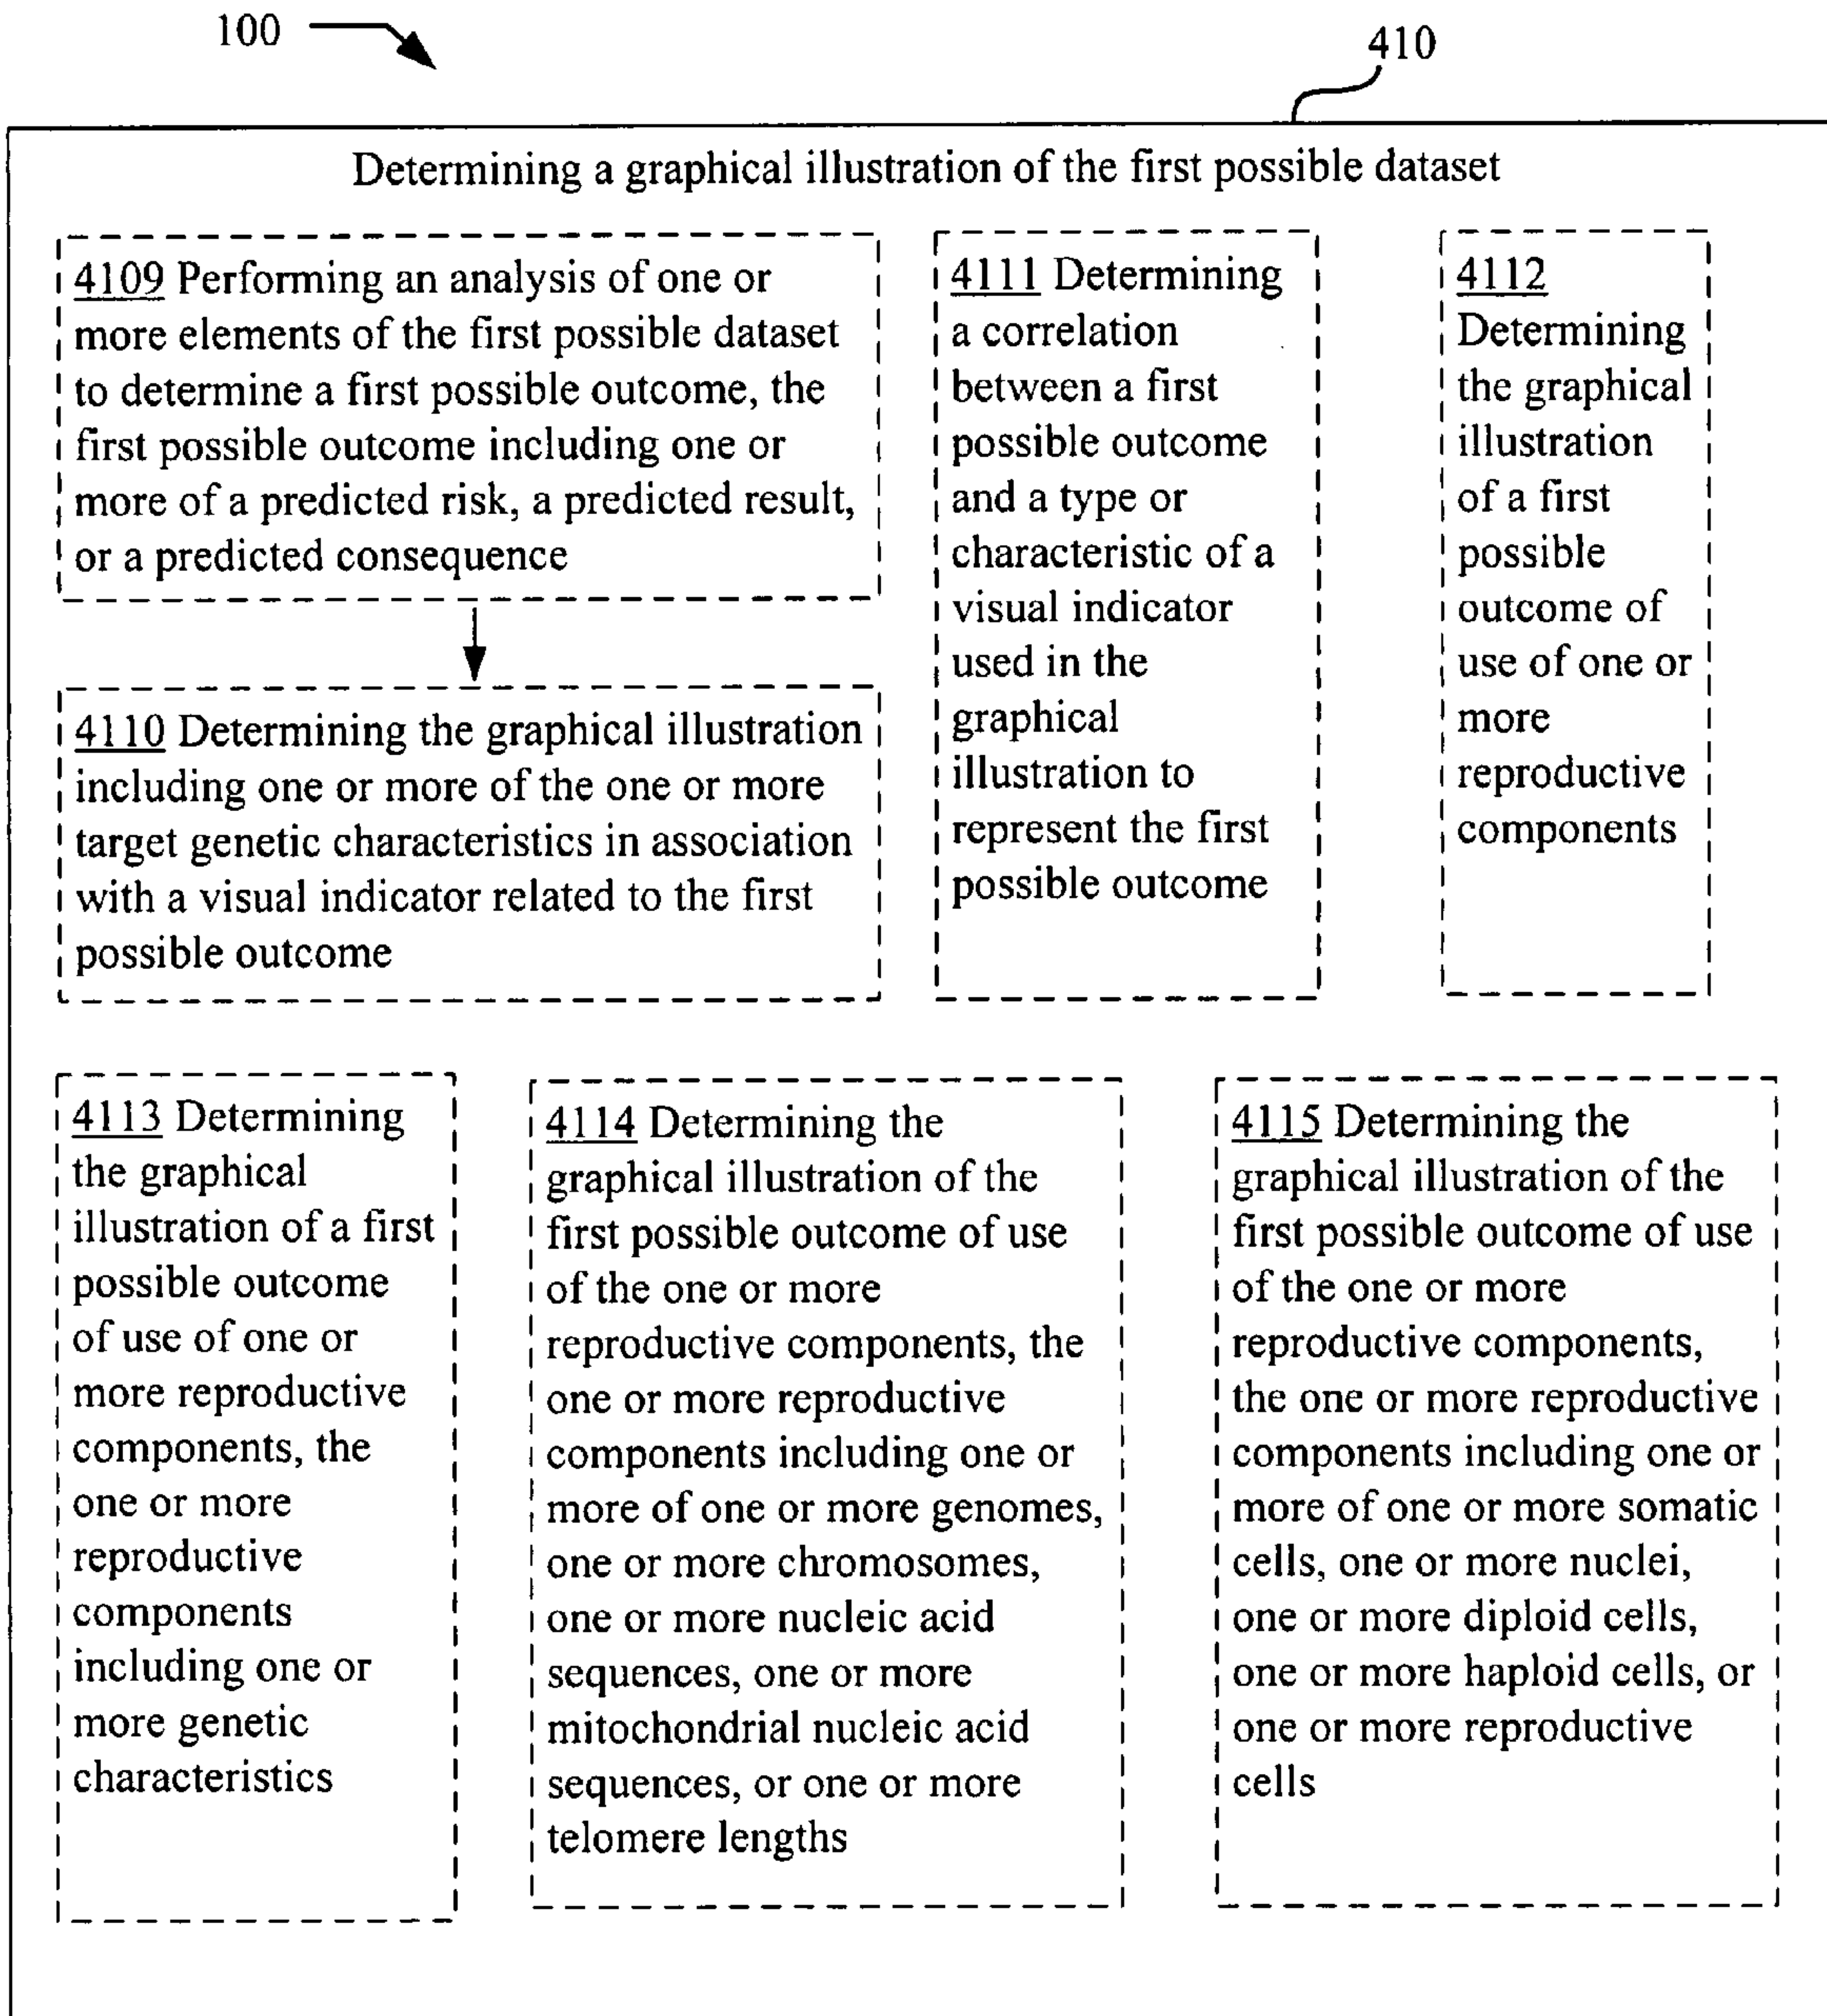 100
410
Determining a graphical illustration of the first possible dataset
4109 Performing an analysis of one or
more elements of the first possible dataset
to determine a first possible outcome, the
first possible outcome including one or
more of a predicted risk, a predicted result,
or a predicted consequence
4110 Determining the graphical illustration
including one or more of the one or more
target genetic characteristics in association
with a visual indicator related to the first
possible outcome
4111 Determining
a correlation
between a first
possible outcome
and a type or
characteristic of a
visual indicator
used in the
graphical
illustration to
represent the first
possible outcome
4112
Determining
the graphical
illustration
of a first
possible
outcome of
use of one or
more
reproductive
components
4113 Determining
the graphical
illustration of a first
possible outcome
of use of one or
more reproductive
components, the
one or more
reproductive
components
including one or
more genetic
characteristics
4114 Determining the
graphical illustration of the
first possible outcome of use
of the one or more
reproductive components, the
one or more reproductive
components including one or
more of one or more genomes,
one or more chromosomes,
one or more nucleic acid
sequences, one or more
mitochondrial nucleic acid
sequences, or one or more
telomere lengths
4115 Determining the
graphical illustration of the
first possible outcome of use
of the one or more
reproductive components,
the one or more reproductive
components including one or
more of one or more somatic
cells, one or more nuclei,
one or more diploid cells,
one or more haploid cells, or
one or more reproductive
cells